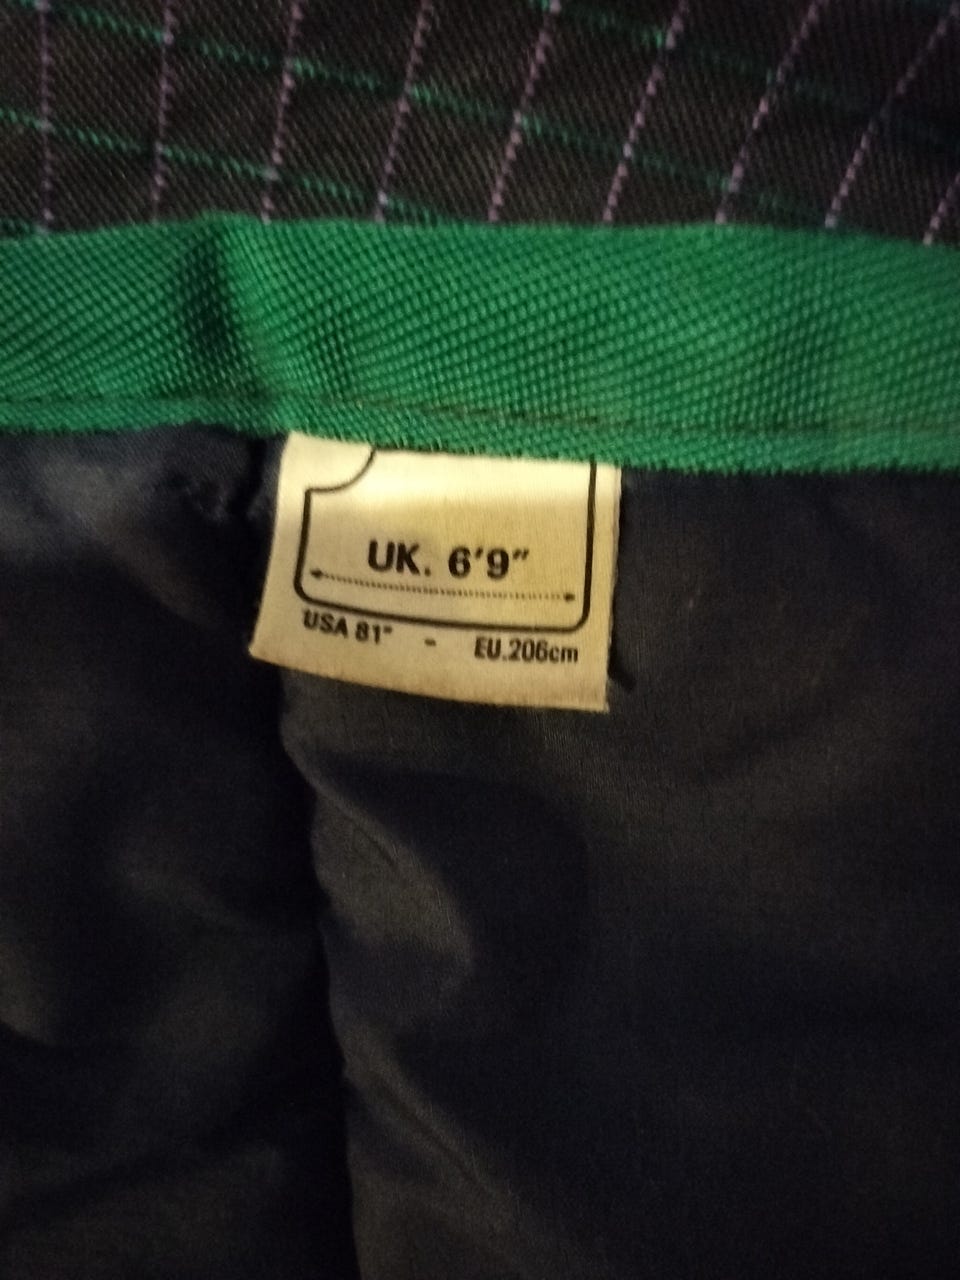 UK. 6'9"
USA 81" - EU.206cm